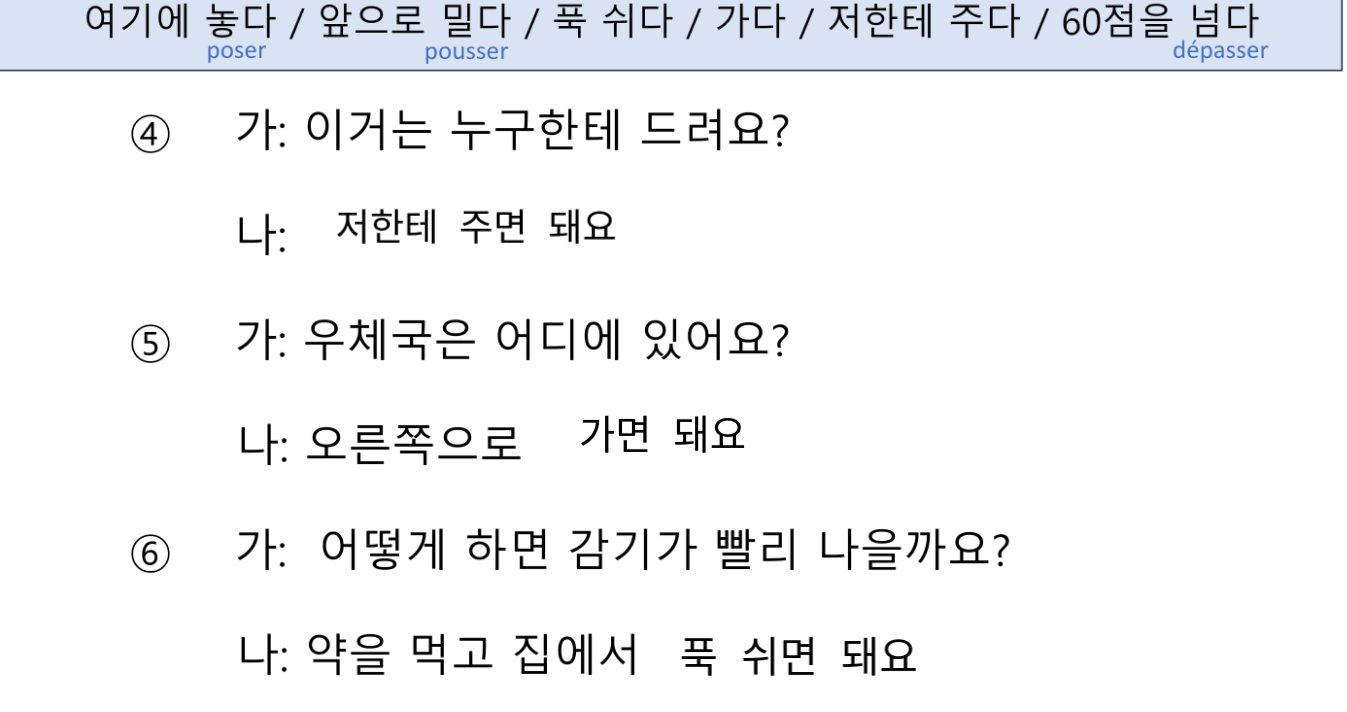 여기에 놓다 / 앞으로 밀다 / 푹 쉬다 / 가다 / 저한테 주다 / 60점을 넘다
poser pousser dépasser
④ 가: 이거는 누구한테 드려요?
나: 저한테 주면 돼요
⑤ 가: 우체국은 어디에 있어요?
나: 오른쪽으로 가면 돼요
⑥ 가: 어떻게 하면 감기가 빨리 나을까요?
나: 약을 먹고 집에서 푹 쉬면 돼요